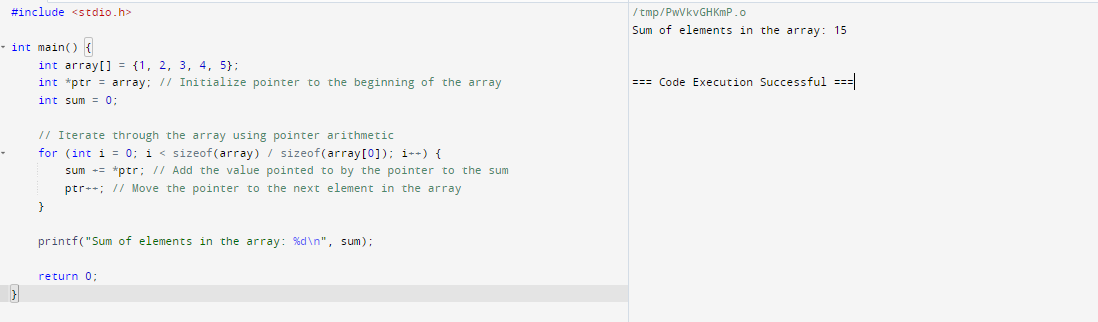 #include <stdio.h>
int main() {
int array[] = {1, 2, 3, 4, 5};
int *ptr = array; // Initialize pointer to the beginning of the array
int sum = 0;
// Iterate through the array using pointer arithmetic
for (int i = 0; i < sizeof(array) / sizeof(array[0]); i++) {
sum += *ptr; // Add the value pointed to by the pointer to the sum
ptr++; // Move the pointer to the next element in the array
}
printf("Sum of elements in the array: %d\n", sum);
return 0;
}
/tmp/PwVkvGHKmP.o
Sum of elements in the array: 15
=== Code Execution Successful ===